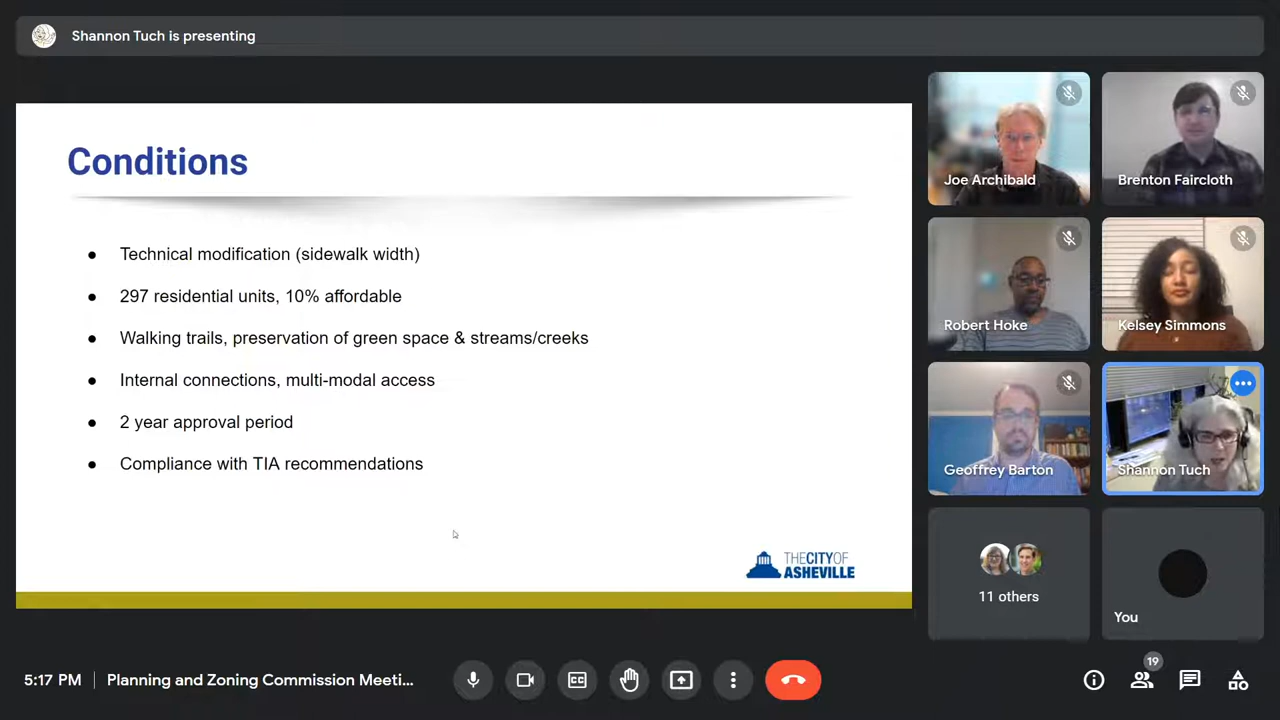 Shannon Tuch is presenting
Conditions
● Technical modification (sidewalk width)
● 297 residential units, 10% affordable
● Walking trails, preservation of green space & streams/creeks
● Internal connections, multi-modal access
● 2 year approval period
● Compliance with TIA recommendations
THE CITY OF
ASHEVILLE
Joe Archibald
Brenton Faircloth
Robert Hoke
Kelsey Simmons
Geoffrey Barton
Shannon Tuch
11 others
You
5:17 PM | Planning and Zoning Commission Meeti...
CC
19